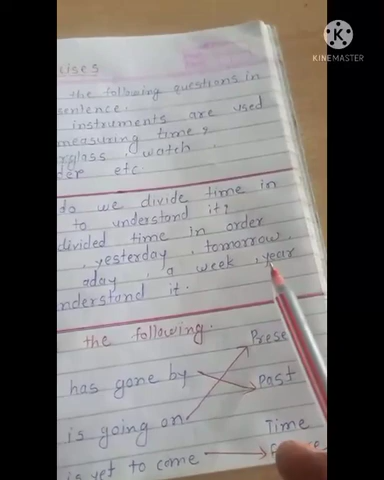 KINEMASTER
uses
the following questions in
sentence.
instruments are used
measuring time?
rglass, watch.
etc.
do we divide time in
to understand it?
divided time in order
, yesterday, tomorrow.
aday, a week, year
nderstand it.
the following.
Prese
has gone by
Past
is going on
Time
is yet to come